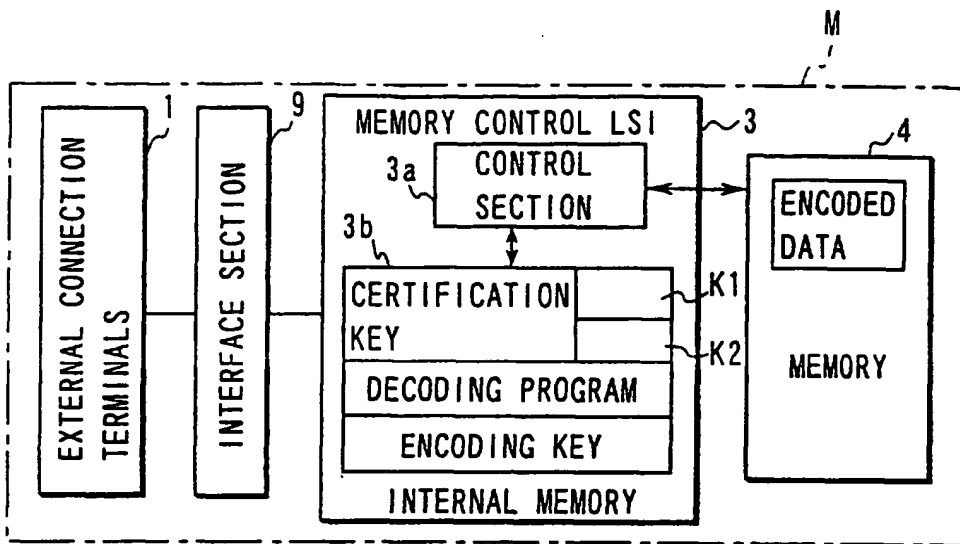 M
1
EXTERNAL CONNECTION
TERMINALS
9
INTERFACE SECTION
MEMORY CONTROL LSI
3
3a
CONTROL
SECTION
3b
CERTIFICATION
KEY
K1
K2
DECODING PROGRAM
ENCODING KEY
INTERNAL MEMORY
4
ENCODED
DATA
MEMORY